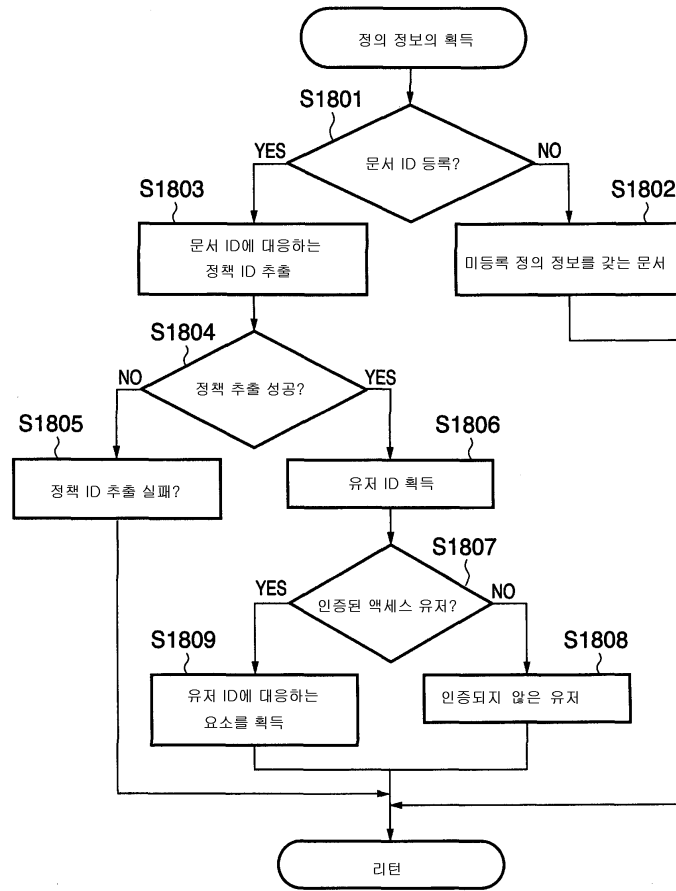 정의 정보의 획득
S1801
문서 ID 등록?
YES
NO
S1803
S1802
문서 ID에 대응하는
정책 ID 추출
미등록 정의 정보를 갖는 문서
S1804
정책 추출 성공?
NO
YES
S1805
S1806
정책 ID 추출 실패?
유저 ID 획득
S1807
인증된 액세스 유저?
YES
NO
S1809
S1808
유저 ID에 대응하는
요소를 획득
인증되지 않은 유저
리턴